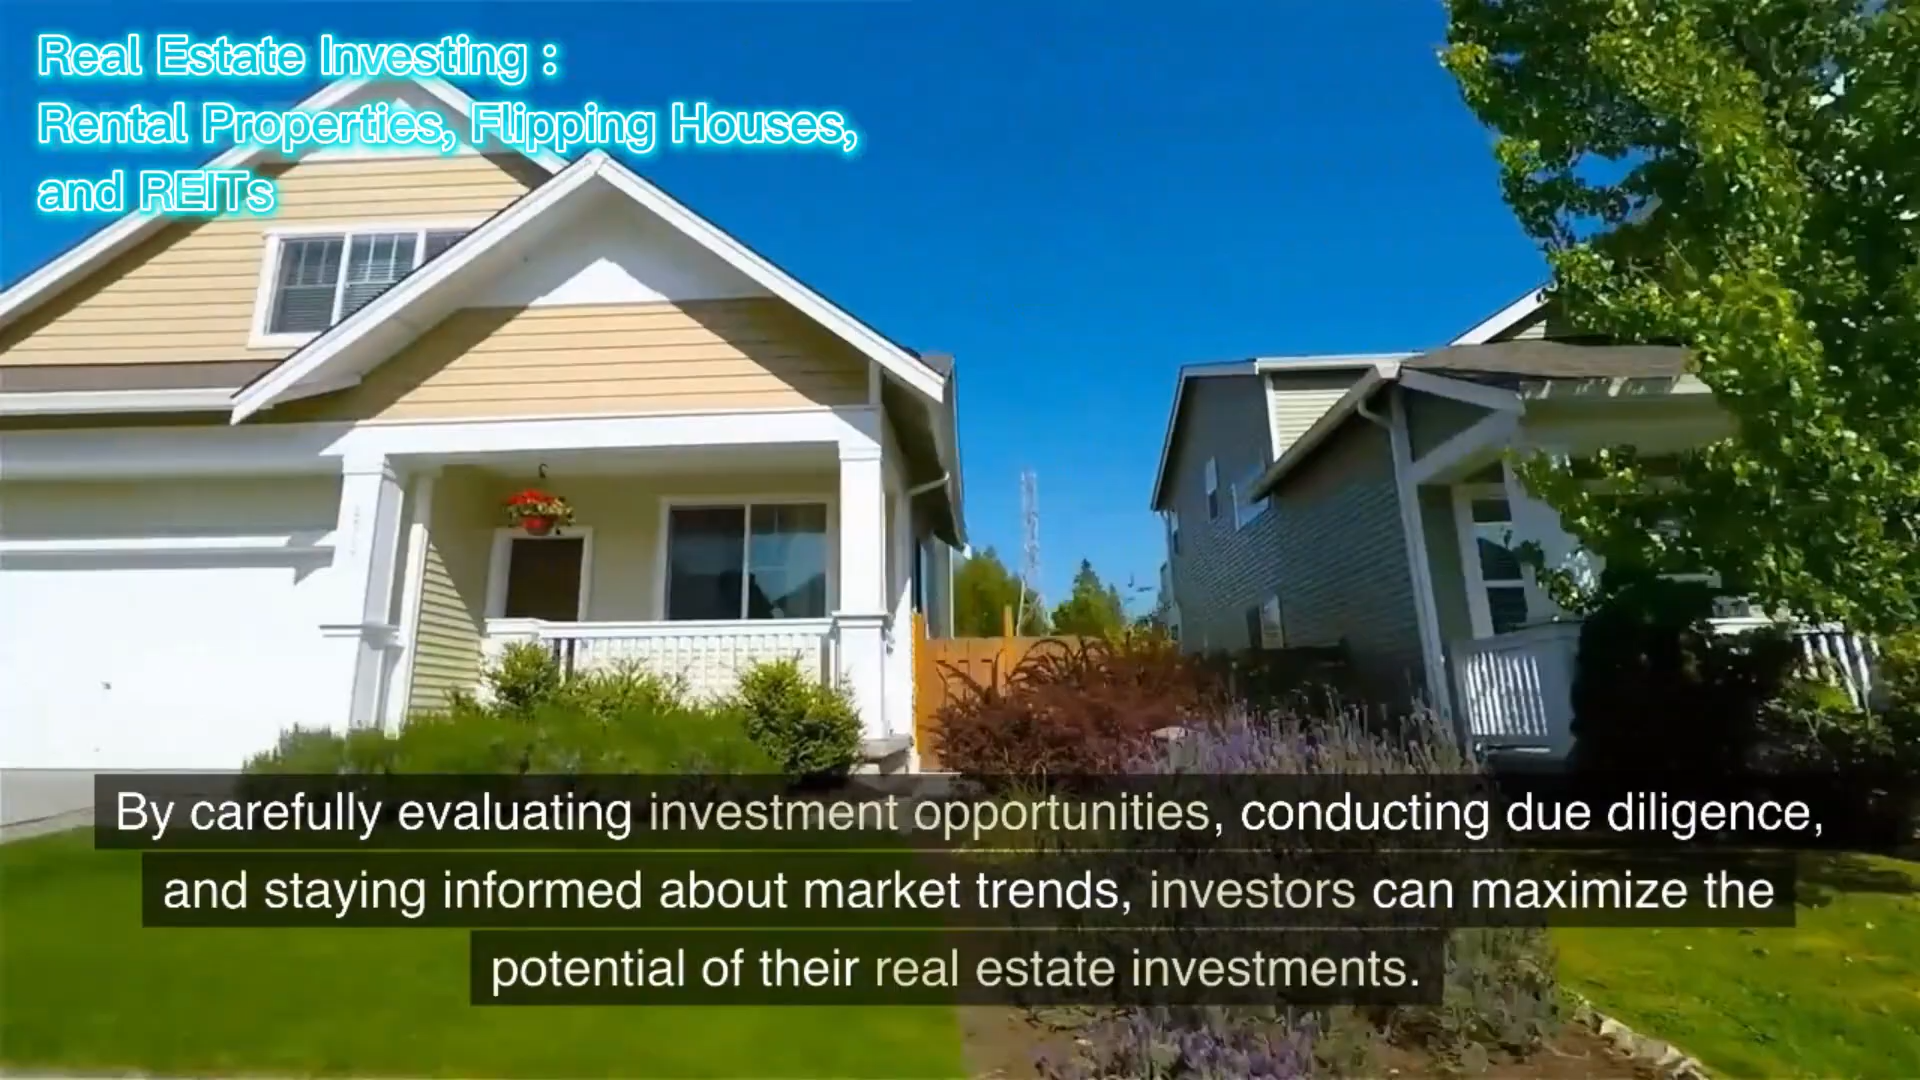 Real Estate Investing :
Rental Properties, Flipping Houses,
and REITs
By carefully evaluating investment opportunities, conducting due diligence,
and staying informed about market trends, investors can maximize the
potential of their real estate investments.